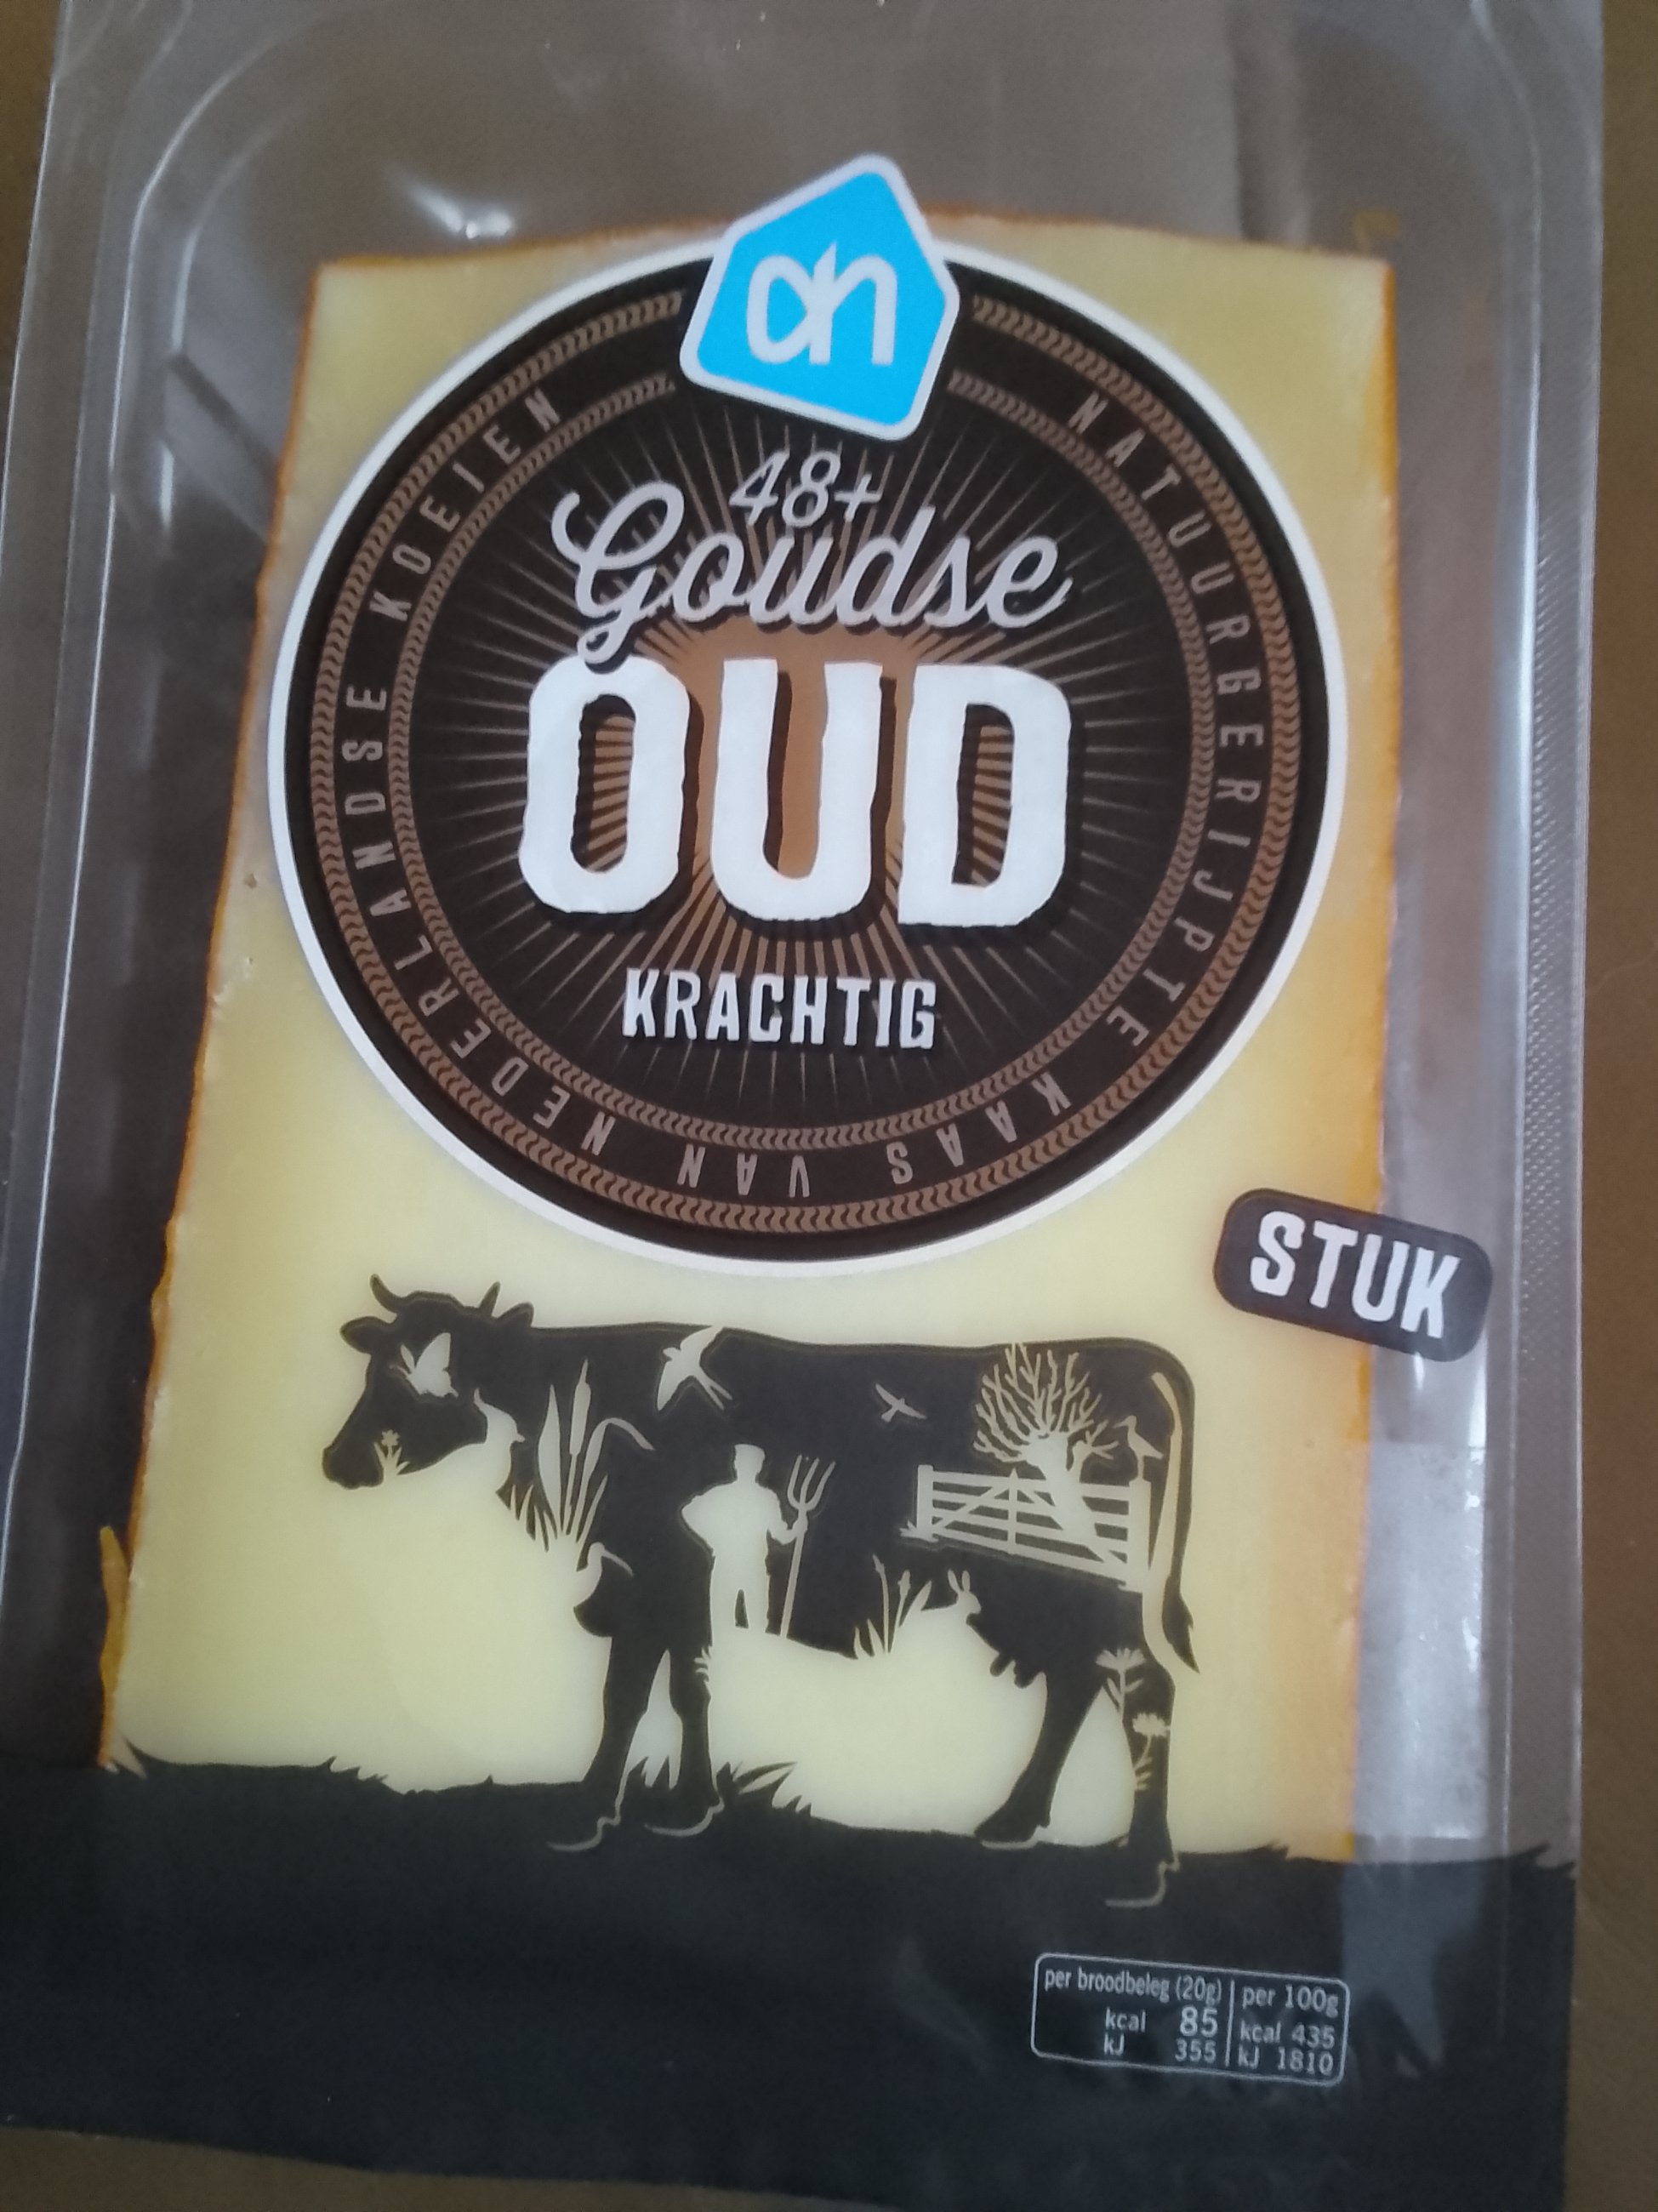 ah
48+
Goudse
OUD
KRACHTIG
NATUURGERIJPTE KAAS VAN NEDERLANDSE KOEIEN
STUK
per broodbeleg (20g) per 100g
kcal 85 kcal 435
kJ 355 kJ 1810